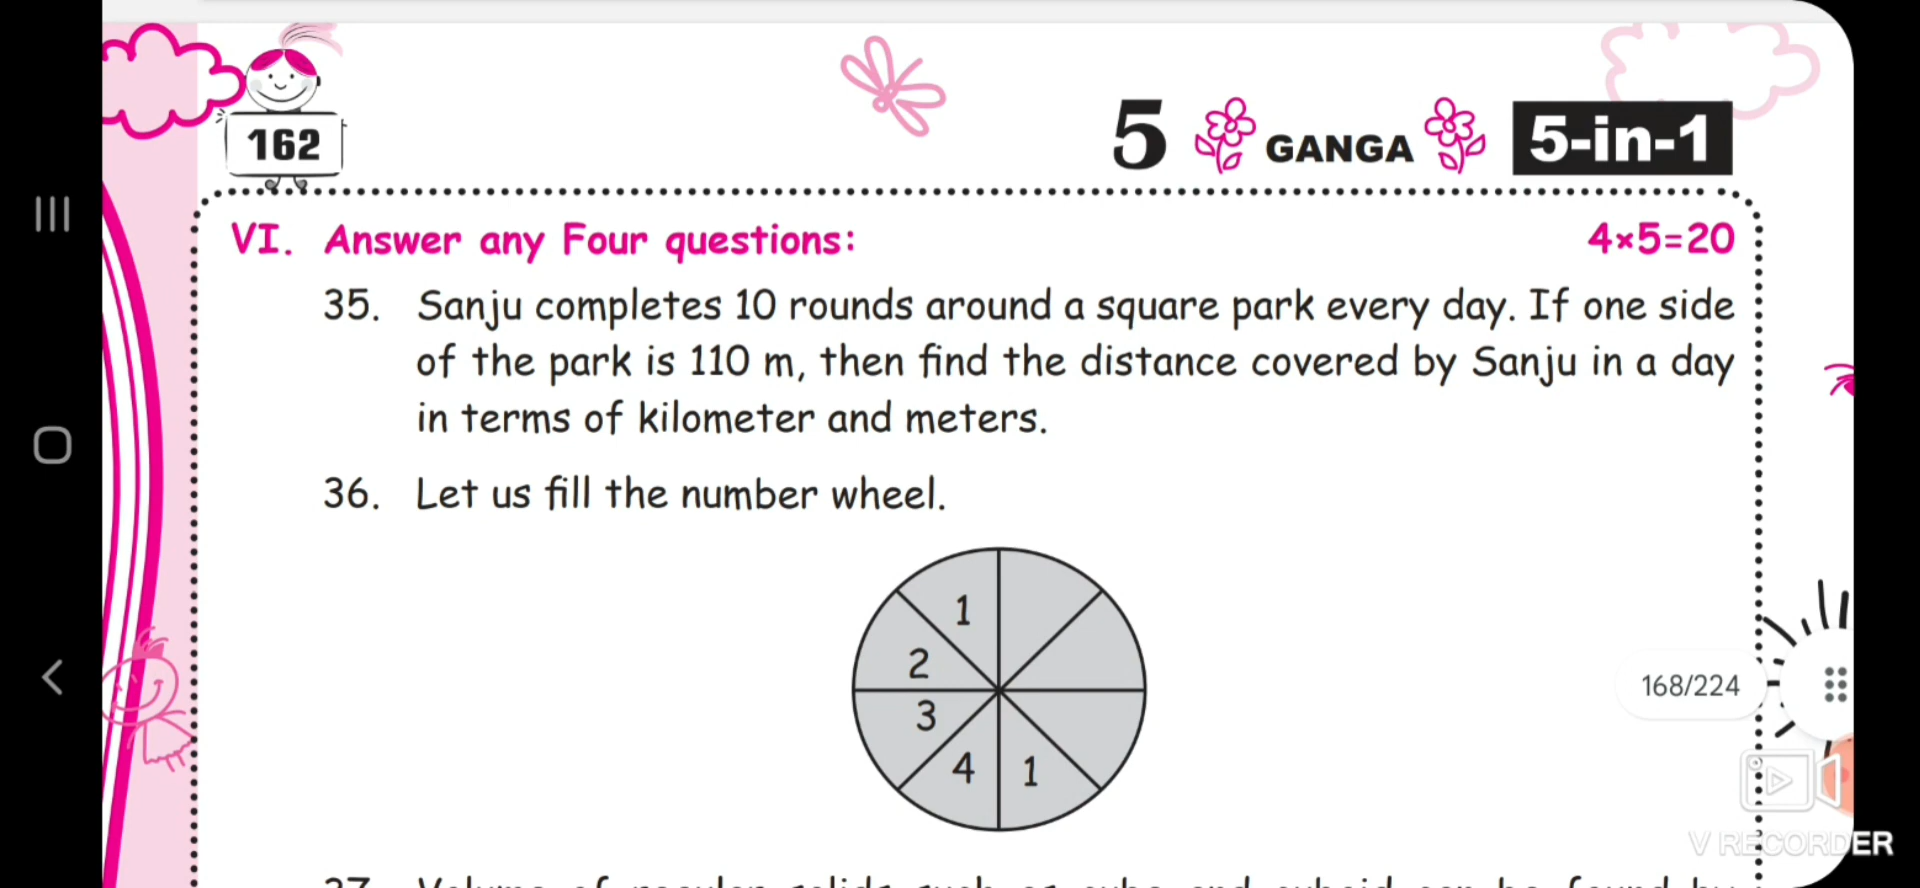 162
5 GANGA 5-in-1
VI. Answer any Four questions: 4×5=20
35. Sanju completes 10 rounds around a square park every day. If one side
of the park is 110 m, then find the distance covered by Sanju in a day
in terms of kilometer and meters.
36. Let us fill the number wheel.
1
2
3
4 1
168/224
V RECORDER